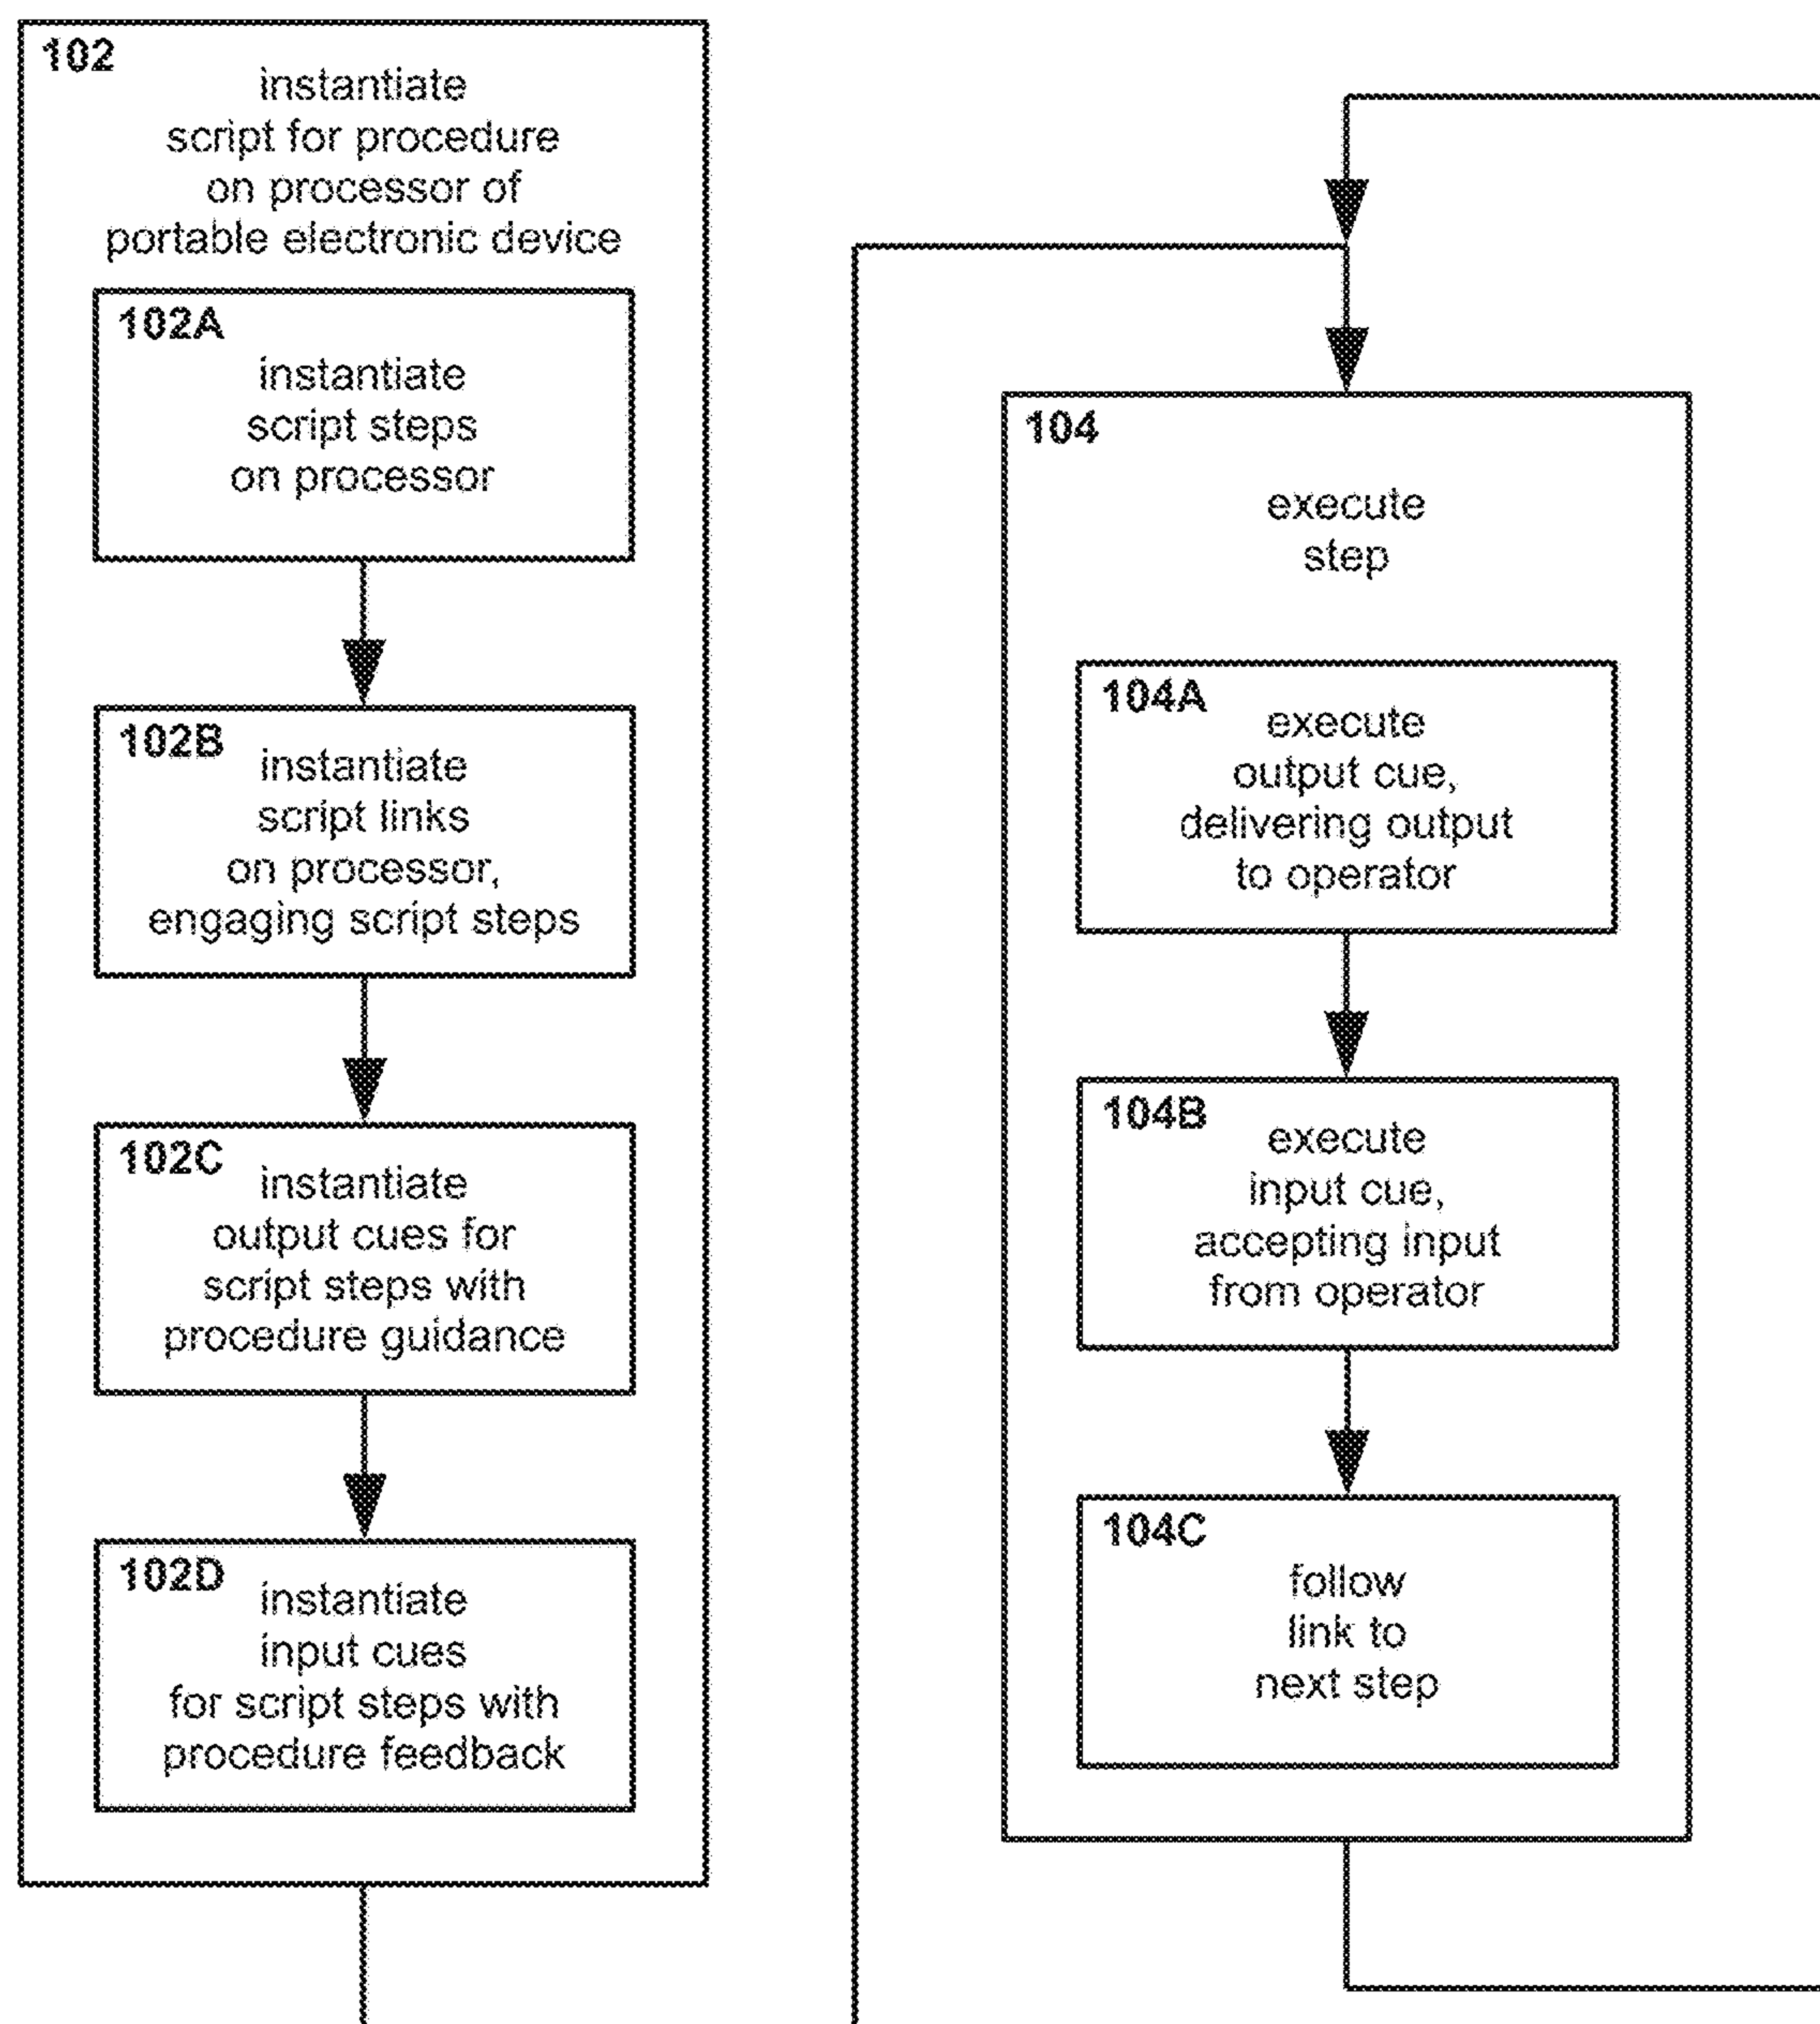 102
instantiate
script for procedure
on processor of
portable electronic device
102A
instantiate
script steps
on processor
102B
instantiate
script links
on processor,
engaging script steps
102C
instantiate
output cues for
script steps with
procedure guidance
102D
instantiate
input cues
for script steps with
procedure feedback
104
execute
step
104A
execute
output cue,
delivering output
to operator
104B
execute
input cue,
accepting input
from operator
104C
follow
link to
next step